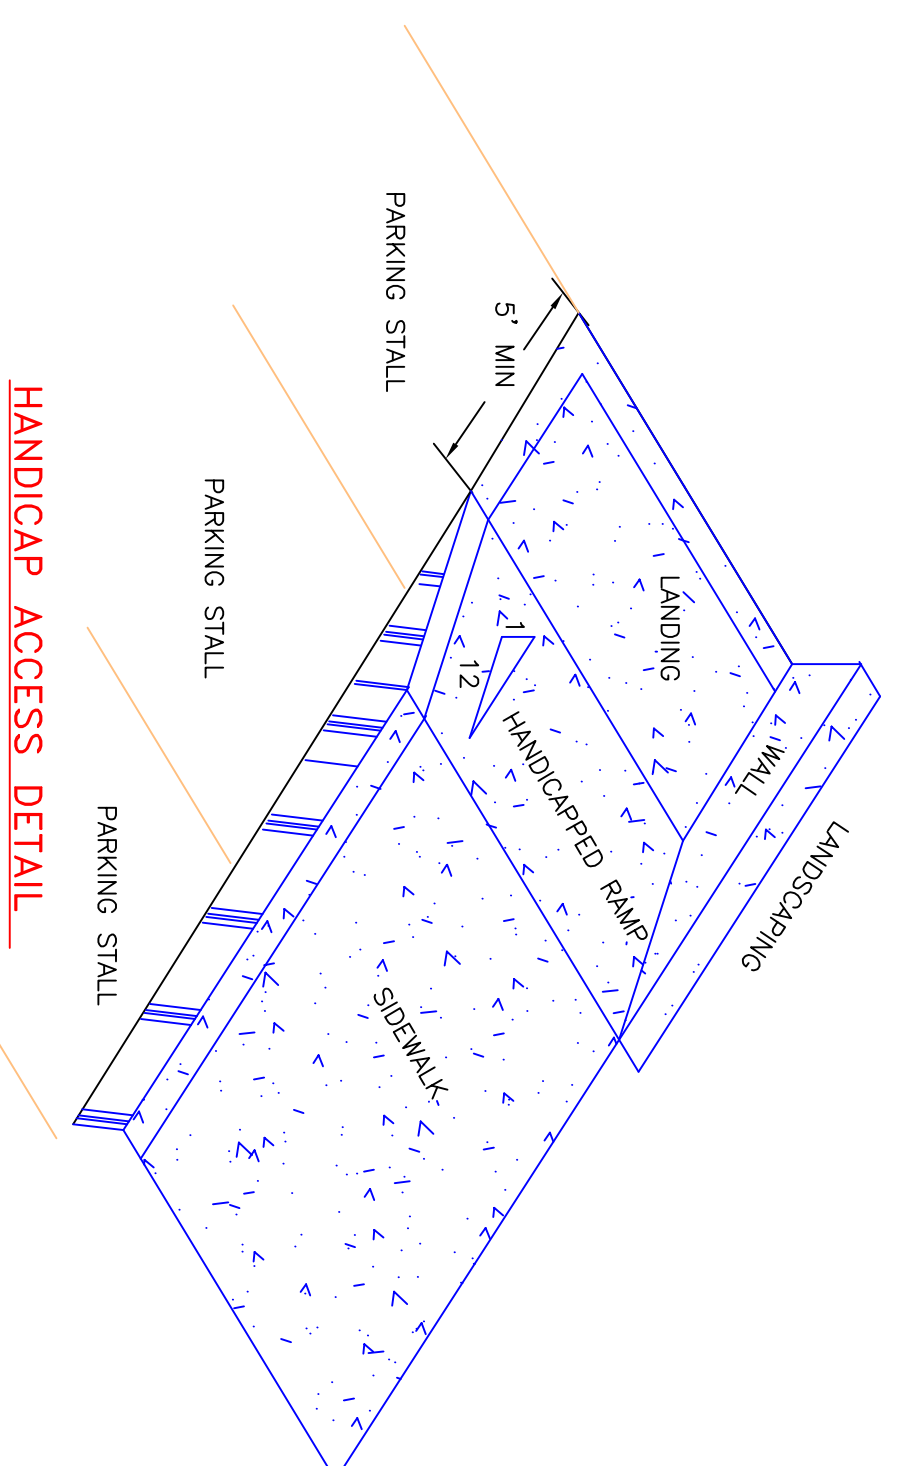 LANDSCAPING
WALL
LANDING
HANDICAPPED RAMP
1
12
5' MIN
SIDEWALK
PARKING STALL
PARKING STALL
PARKING STALL
HANDICAP ACCESS DETAIL